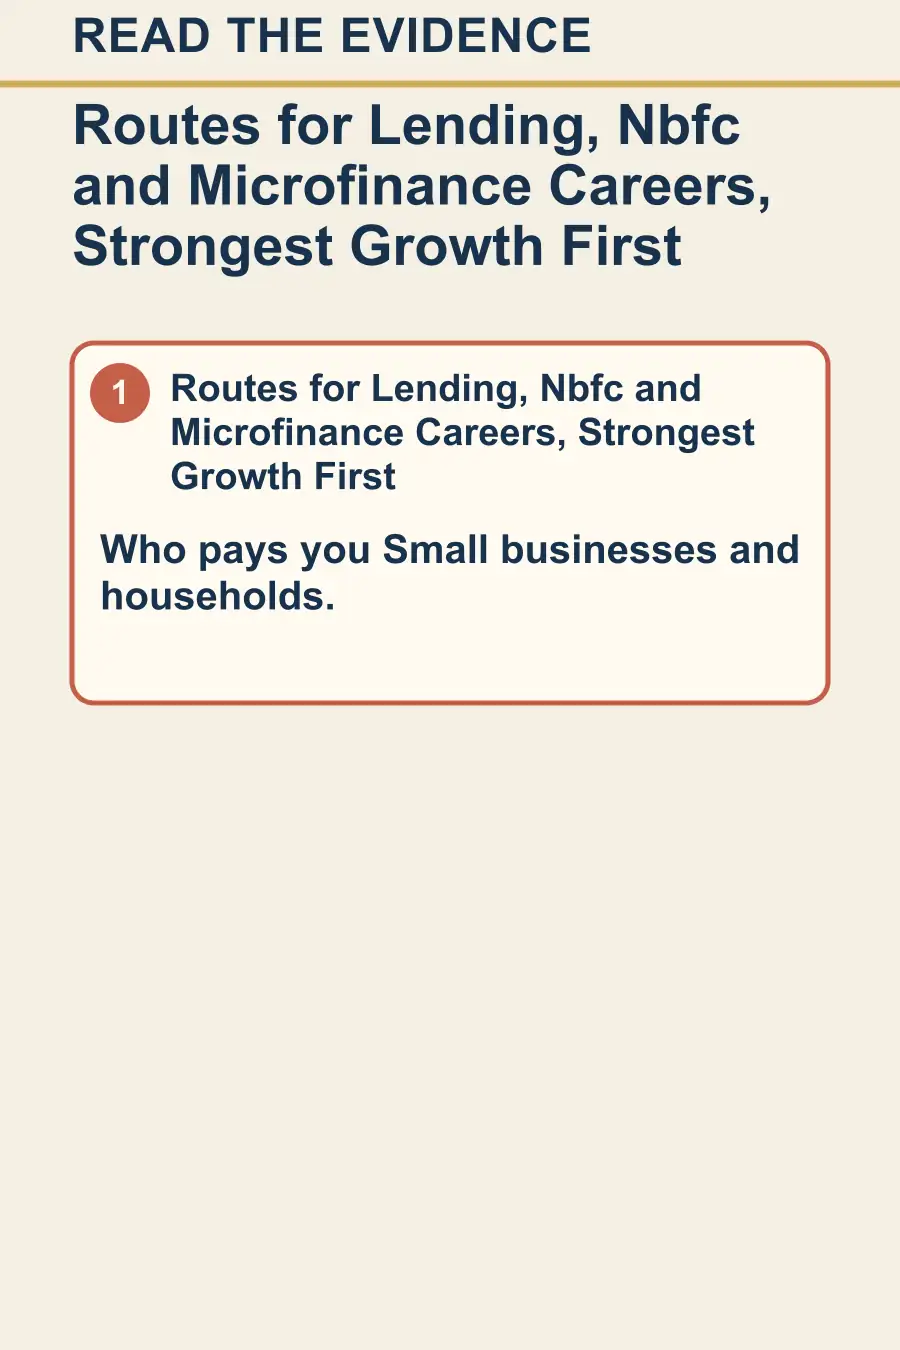 READ THE EVIDENCE
Routes for Lending, Nbfc
and Microfinance Careers,
Strongest Growth First
1
Routes for Lending, Nbfc and
Microfinance Careers, Strongest
Growth First
Who pays you Small businesses and
households.